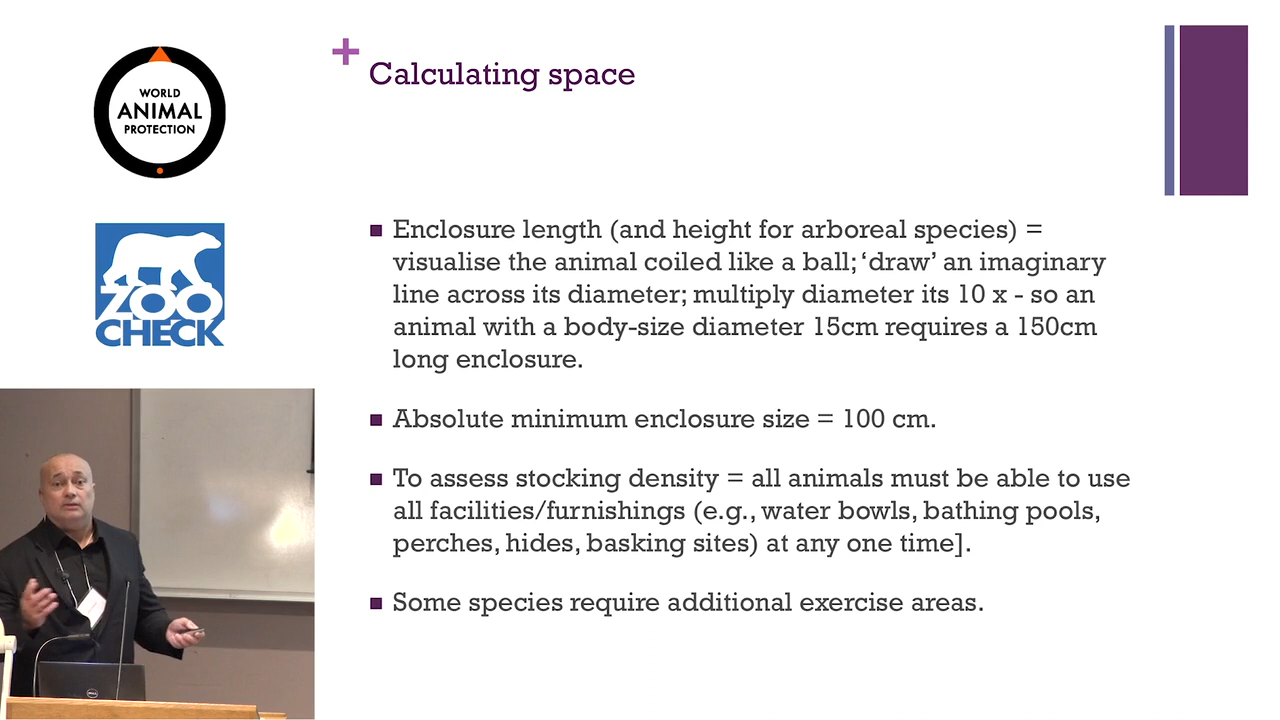 WORLD
ANIMAL
PROTECTION
ZOO
CHECK
+
Calculating space
Enclosure length (and height for arboreal species) =
visualise the animal coiled like a ball; ‘draw’ an imaginary
line across its diameter; multiply diameter its 10 x - so an
animal with a body-size diameter 15cm requires a 150cm
long enclosure.
Absolute minimum enclosure size = 100 cm.
To assess stocking density = all animals must be able to use
all facilities/furnishings (e.g., water bowls, bathing pools,
perches, hides, basking sites) at any one time].
Some species require additional exercise areas.
DELL